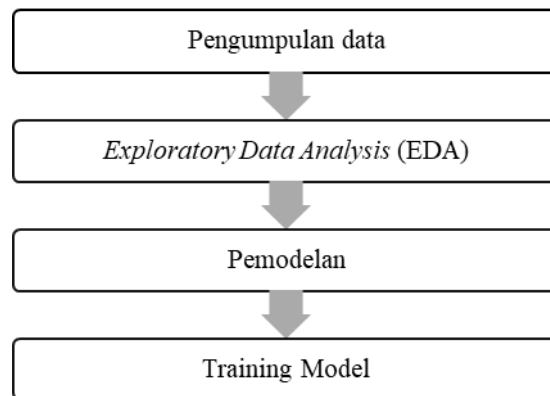 Pengumpulan data
Exploratory Data Analysis (EDA)
Pemodelan
Training Model